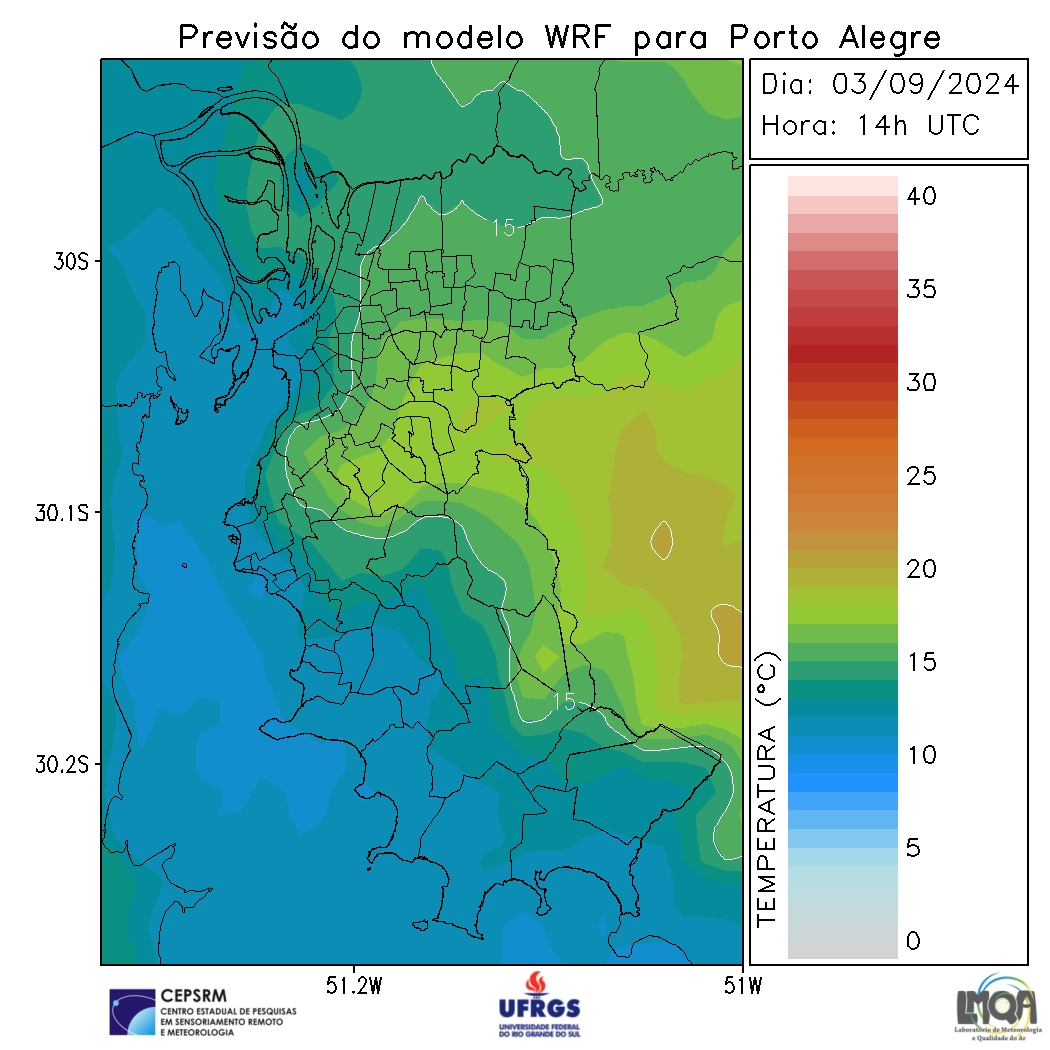 Previsão do modelo WRF para Porto Alegre
Dia: 03/09/2024
Hora: 14h UTC
40
35
30
25
20
15
10
5
0
TEMPERATURA (°C)
15
15
30S
30.1S
30.2S
51.2W
51W
CEPSRM
CENTRO ESTADUAL DE PESQUISAS
EM SENSORIAMENTO REMOTO
E METEOROLOGIA
UFRGS
UNIVERSIDADE FEDERAL
DO RIO GRANDE DO SUL
LMQA
Laboratório de Meteorologia
e Qualidade do Ar